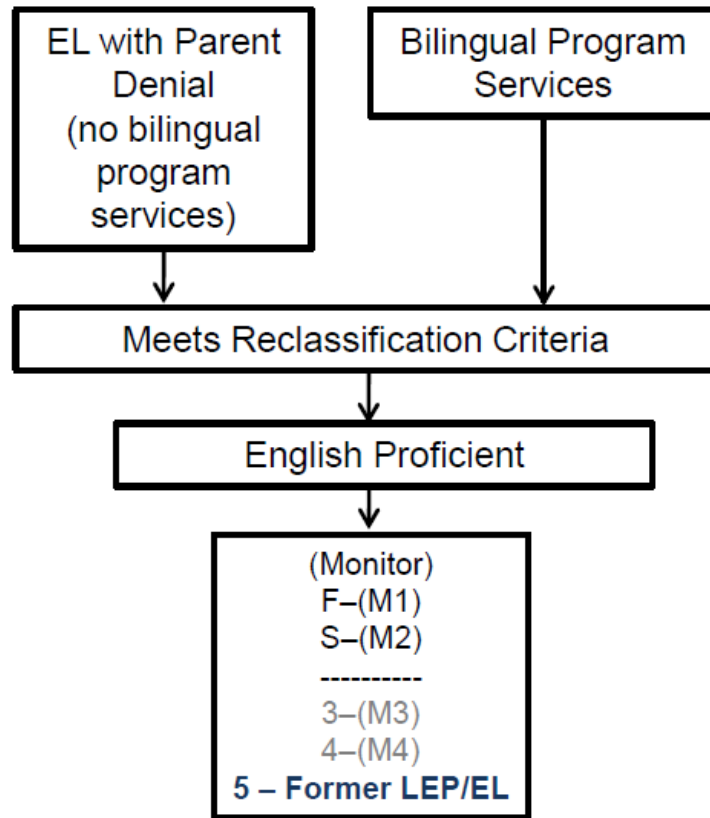 EL with Parent
Denial
(no bilingual
program
services)
Bilingual Program
Services
Meets Reclassification Criteria
English Proficient
(Monitor)
F–(M1)
S–(M2)
----------
3–(M3)
4–(M4)
5 – Former LEP/EL